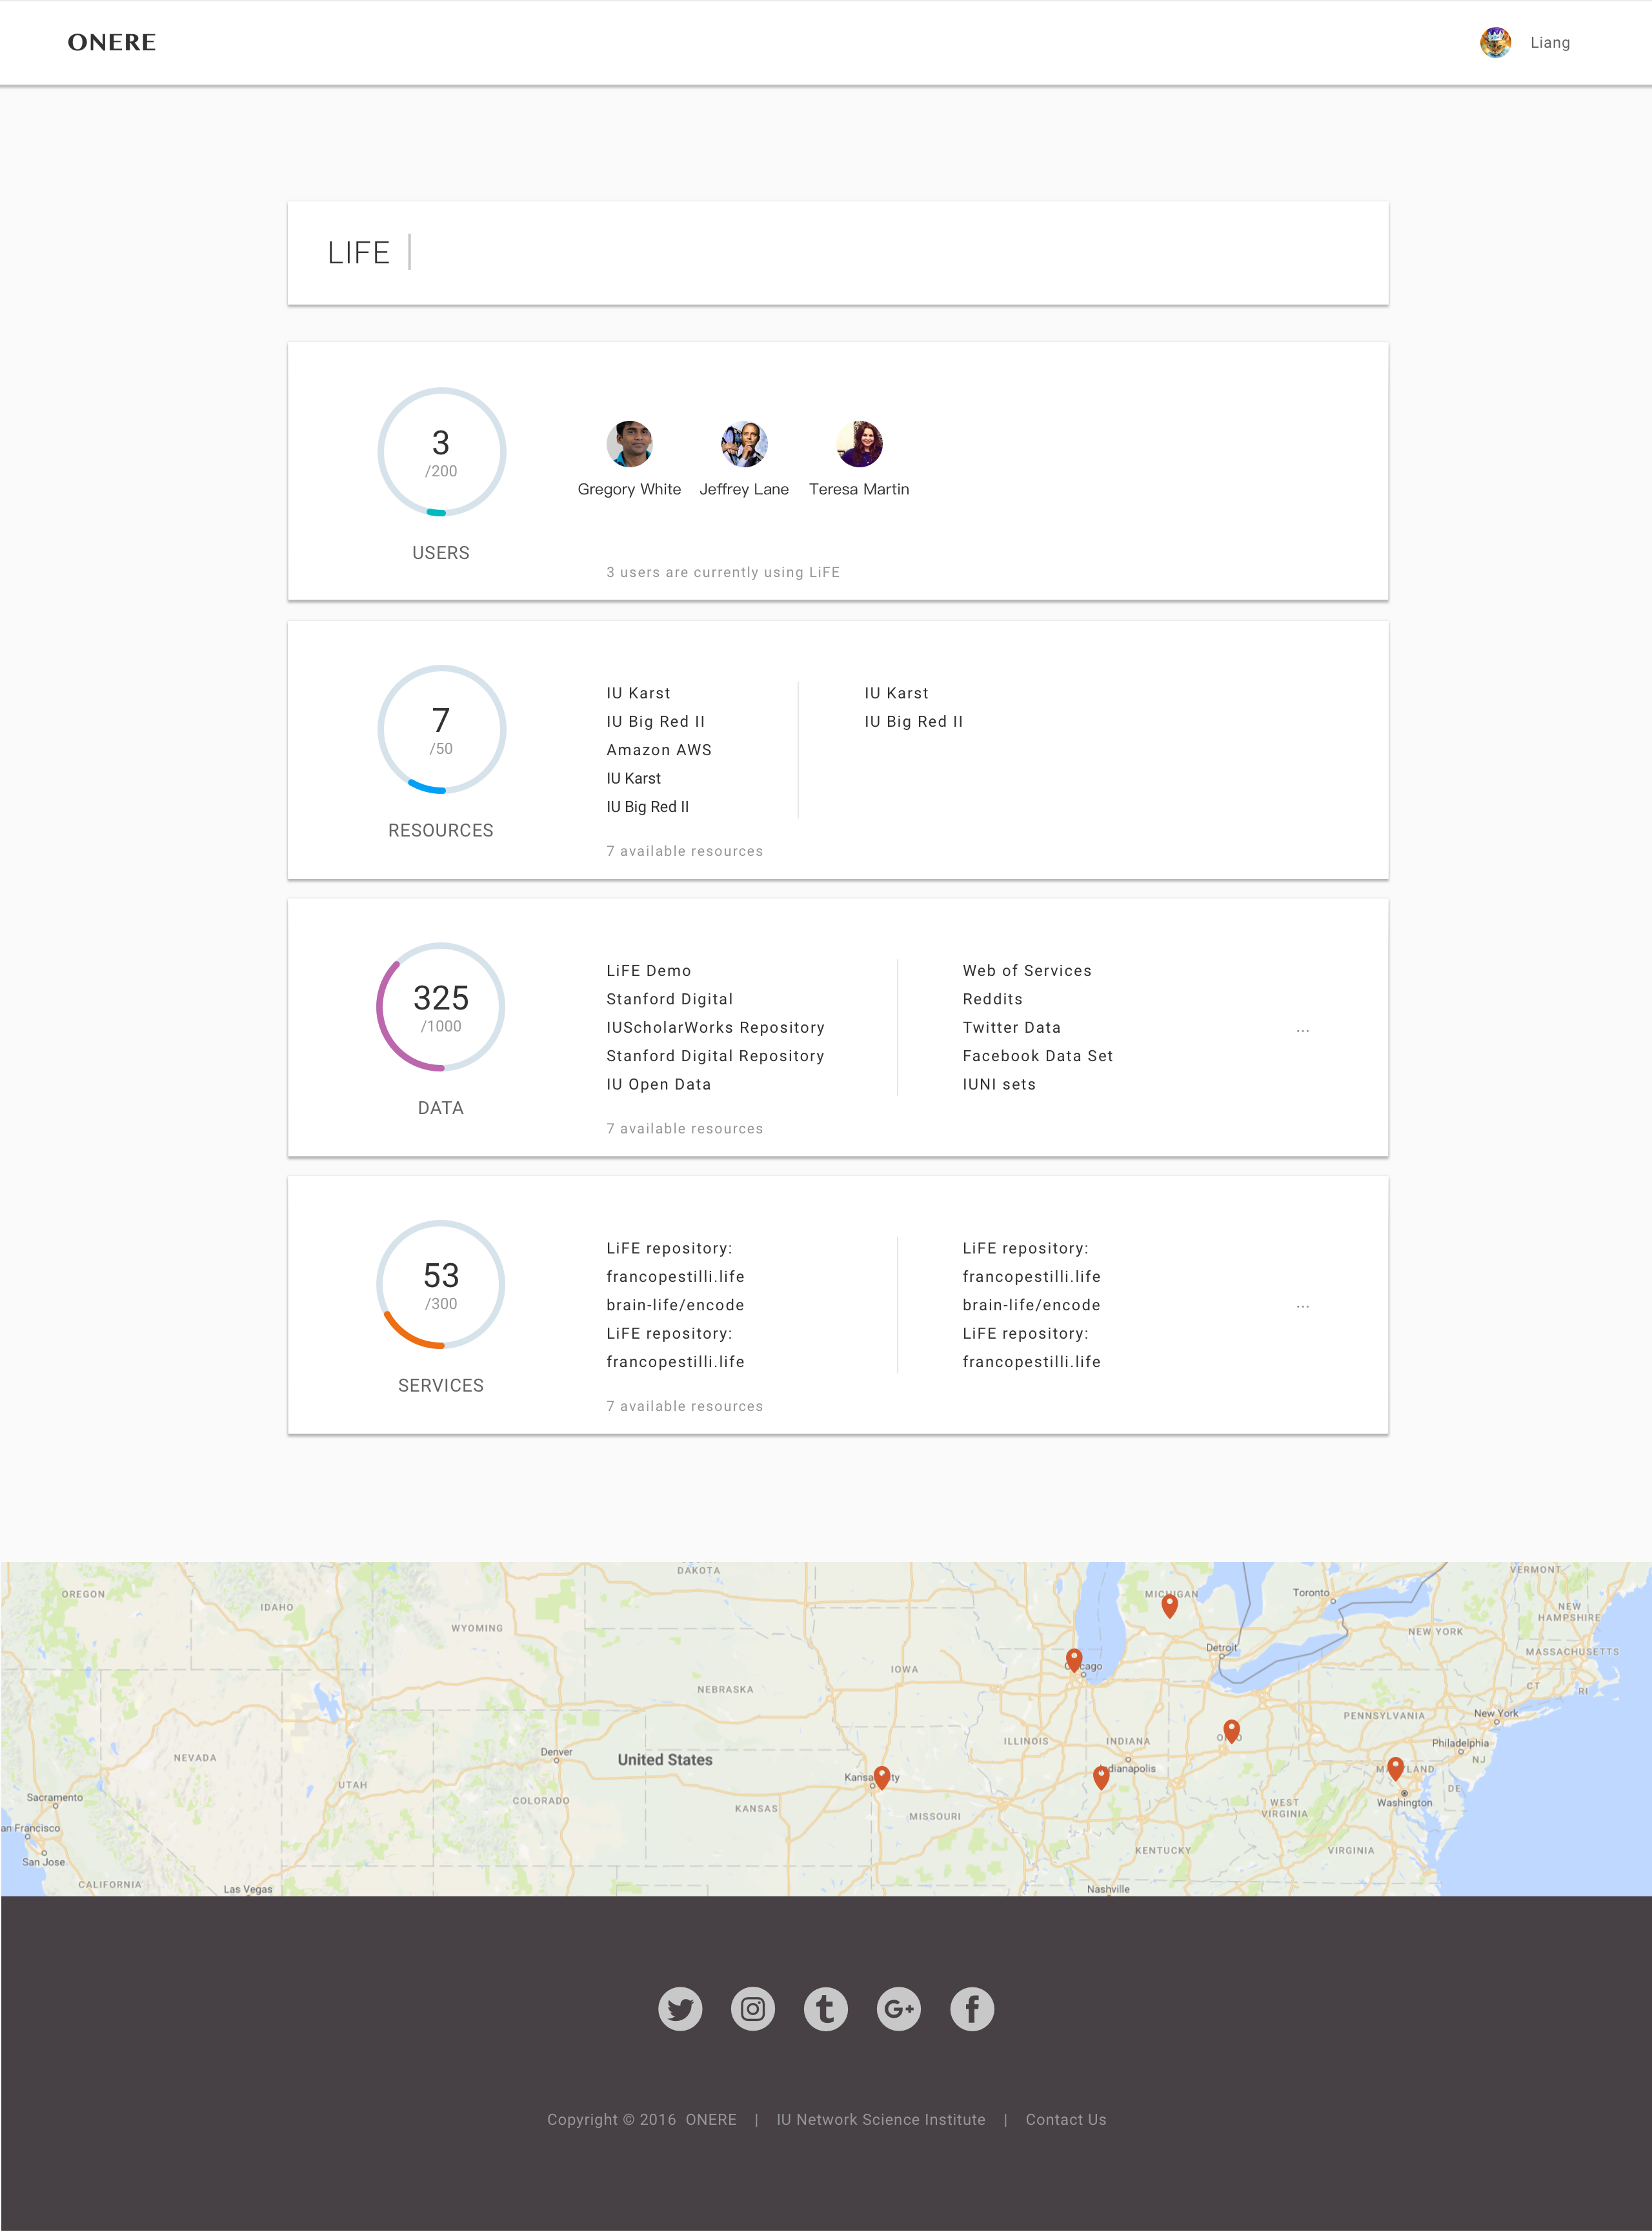 ONERE
Liang
LIFE
3
/200
USERS
Gregory White
Jeffrey Lane
Teresa Martin
3 users are currently using LiFE
7
/50
RESOURCES
IU Karst
IU Big Red II
Amazon AWS
IU Karst
IU Big Red II
IU Karst
IU Big Red II
7 available resources
325
/1000
DATA
LiFE Demo
Stanford Digital
IUScholarWorks Repository
Stanford Digital Repository
IU Open Data
Web of Services
Reddits
Twitter Data
Facebook Data Set
IUNI sets
...
7 available resources
53
/300
SERVICES
LiFE repository:
francopestilli.life
brain-life/encode
LiFE repository:
francopestilli.life
LiFE repository:
francopestilli.life
brain-life/encode
LiFE repository:
francopestilli.life
...
7 available resources
DAKOTA
VERMONT
OREGON
IDAHO
MICHIGAN
Toronto
NEW
HAMPSHIRE
WYOMING
NEW YORK
Detroit
MASSACHUSETTS
IOWA
NEBRASKA
CT
RI
PENNSYLVANIA
New York
ILLINOIS
INDIANA
Philadelphia
NEVADA
Denver
United States
NJ
UTAH
DE
Sacramento
COLORADO
KANSAS
MISSOURI
WEST
VIRGINIA
Washington
an Francisco
San Jose
KENTUCKY
VIRGINIA
CALIFORNIA
Las Vegas
Nashville
t
G+
f
Copyright © 2016 ONERE | IU Network Science Institute | Contact Us